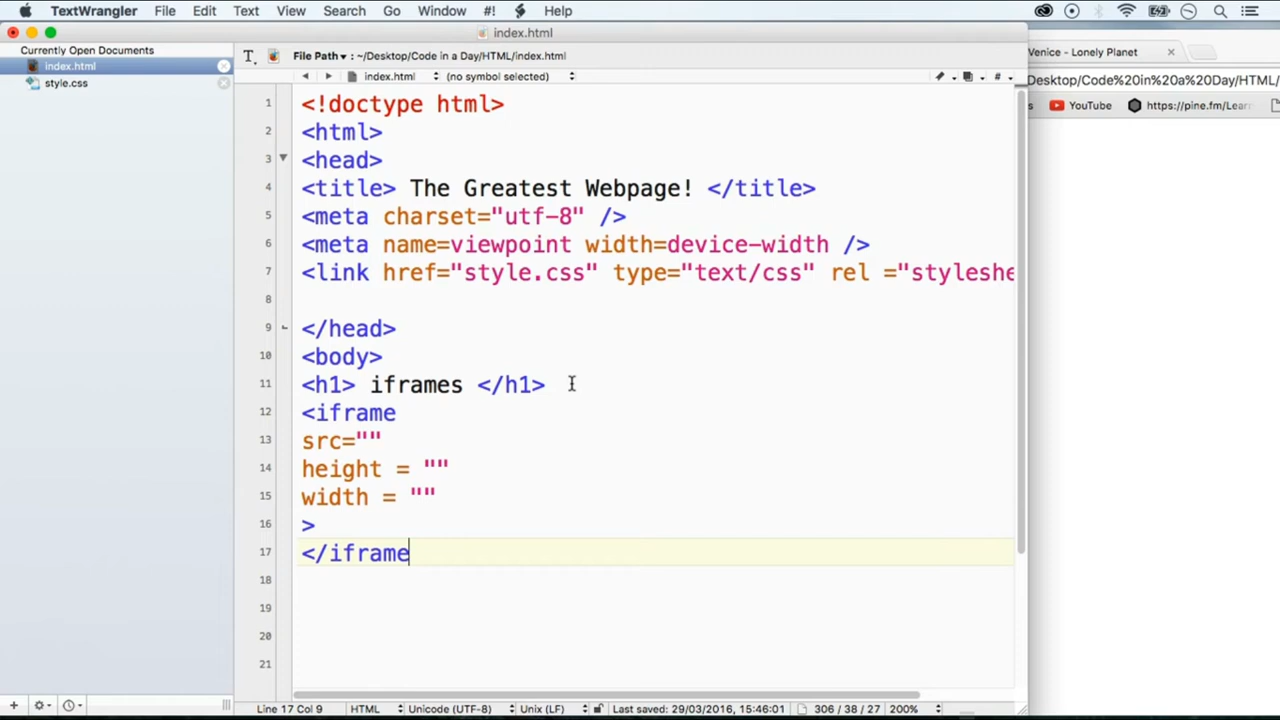 TextWrangler File Edit Text View Search Go Window #! Help
index.html
Currently Open Documents
index.html
style.css
File Path ▾ : ~/Desktop/Code in a Day/HTML/index.html
index.html (no symbol selected)
1 <!doctype html>
2 <html>
3 <head>
4 <title> The Greatest Webpage! </title>
5 <meta charset="utf-8" />
6 <meta name=viewpoint width=device-width />
7 <link href="style.css" type="text/css" rel ="styleshe
8
9 </head>
10 <body>
11 <h1> iframes </h1>
12 <iframe
13 src=""
14 height = ""
15 width = ""
16 >
17 </iframe
18
19
20
21
Line 17 Col 9 HTML Unicode (UTF-8) Unix (LF) Last saved: 29/03/2016, 15:46:01 306 / 38 / 27 200%
Venice - Lonely Planet
Desktop/Code%20in%20a%20Day/HTML/
s YouTube https://pine.fm/Learn